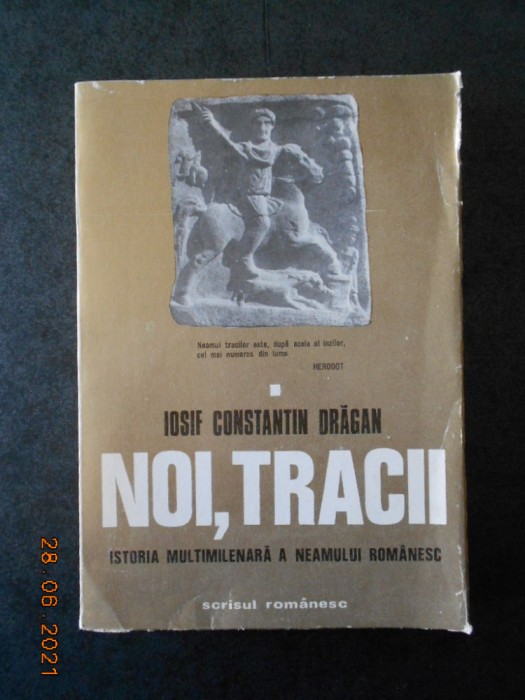 Neamul tracilor este, după acela al inzilor,
cel mai numeros din lume
HERODOT
IOSIF CONSTANTIN DRĂGAN
NOI, TRACII
ISTORIA MULTIMILENARĂ A NEAMULUI ROMÂNESC
scrisul românesc
28.06.2021